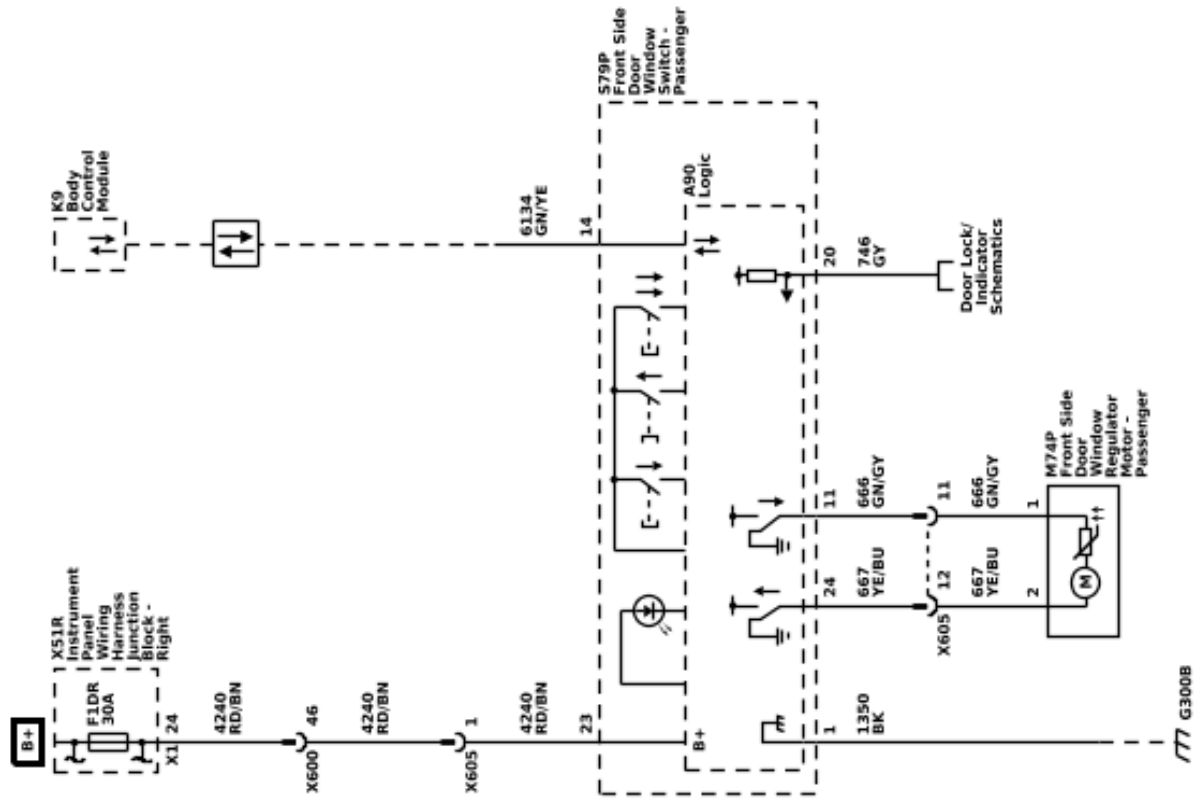 B+
X51R
Instrument
Panel
Wiring
Harness
Junction
Block -
Right
F1DR
30A
X1
24
4240
RD/BN
X600
46
4240
RD/BN
X605
1
4240
RD/BN
23
B+
K9
Body
Control
Module
6134
GN/YE
14
S79P
Front Side
Door
Window
Switch -
Passenger
A90
Logic
1
1350
BK
G300B
24
667
YE/BU
X605
12
667
YE/BU
2
11
666
GN/GY
11
666
GN/GY
1
M
M74P
Front Side
Door
Window
Regulator
Motor -
Passenger
20
746
GY
Door Lock/
Indicator
Schematics